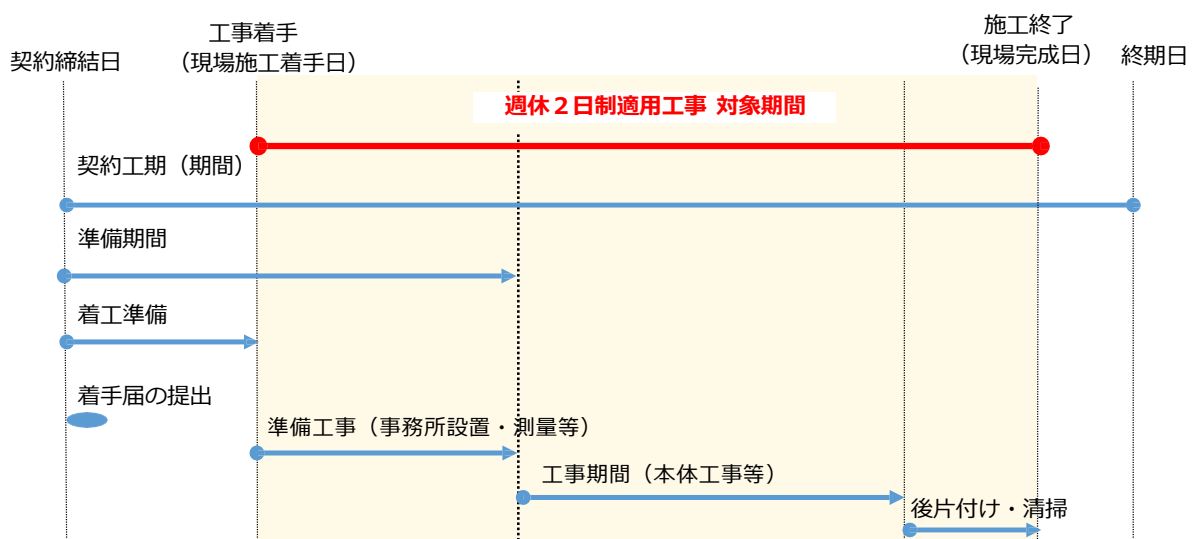 工事着手
(現場施工着手日)
施工終了
(現場完成日)
契約締結日
終期日
週休２日制適用工事 対象期間
契約工期（期間）
準備期間
着工準備
着手届の提出
準備工事（事務所設置・測量等）
工事期間（本体工事等）
後片付け・清掃